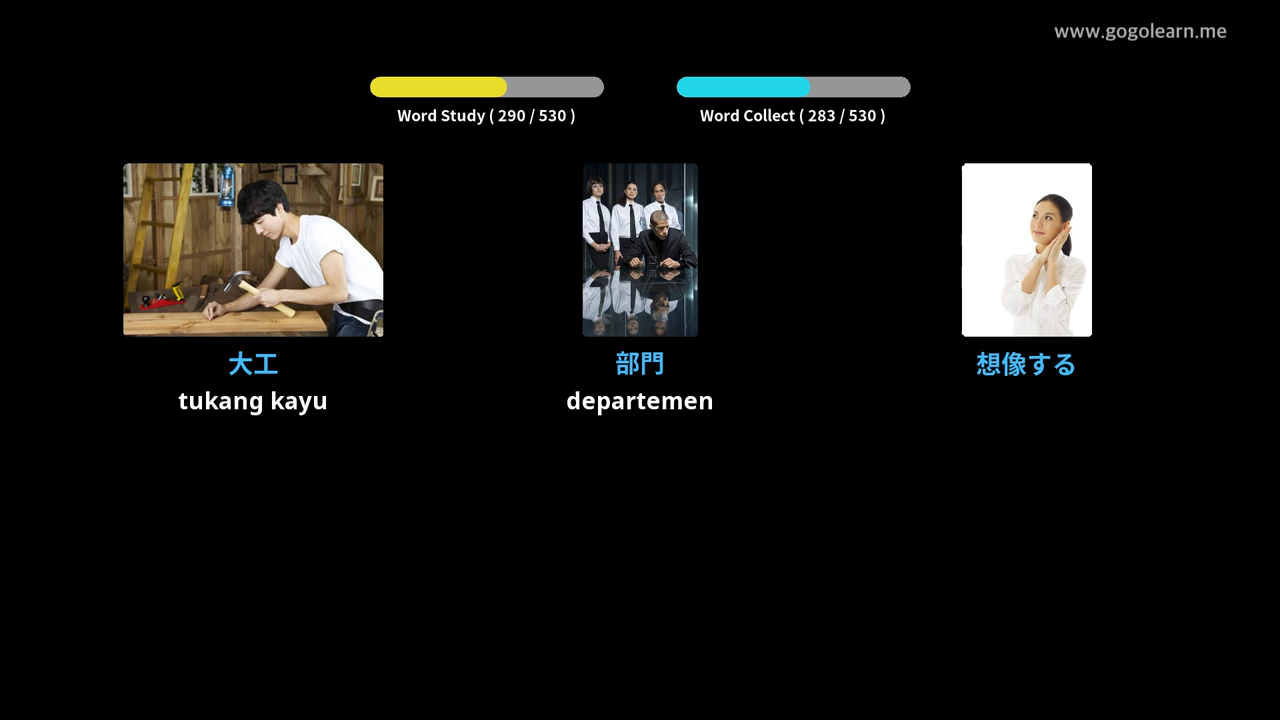 www.gogolearn.me
Word Study ( 290 / 530 )
Word Collect ( 283 / 530 )
大工
部門
想像する
tukang kayu
departemen